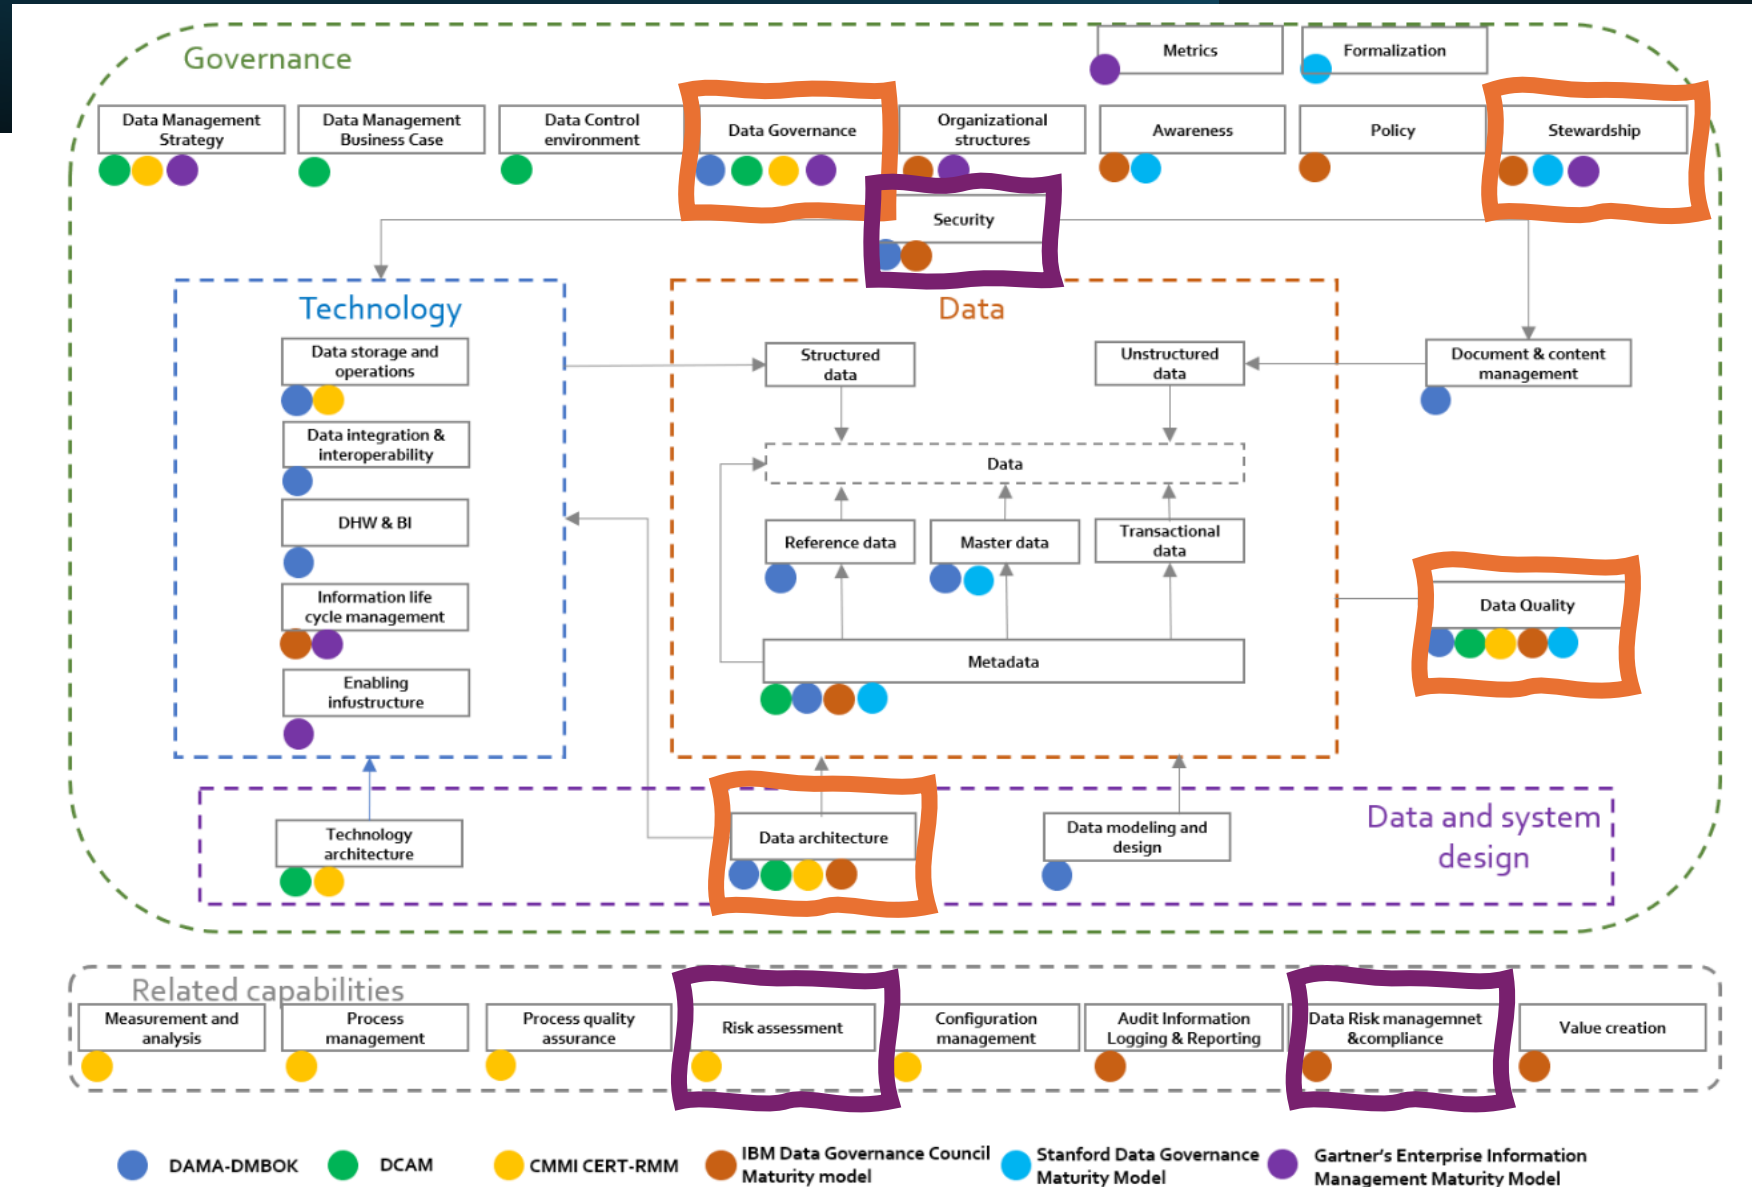 Governance
Metrics
Formalization
Data Management
Strategy
Data Management
Business Case
Data Control
environment
Data Governance
Organizational
structures
Awareness
Policy
Stewardship
Security
Technology
Data storage and
operations
Data integration &
interoperability
DHW & BI
Information life
cycle management
Enabling
infustructure
Data
Structured
data
Unstructured
data
Data
Reference data
Master data
Transactional
data
Metadata
Document & content
management
Data Quality
Technology
architecture
Data architecture
Data modeling and
design
Data and system
design
Related capabilities
Measurement and
analysis
Process
management
Process quality
assurance
Risk assessment
Configuration
management
Audit Information
Logging & Reporting
Data Risk managemnet
&compliance
Value creation
DAMA-DMBOK
DCAM
CMMI CERT-RMM
IBM Data Governance Council
Maturity model
Stanford Data Governance
Maturity Model
Gartner's Enterprise Information
Management Maturity Model